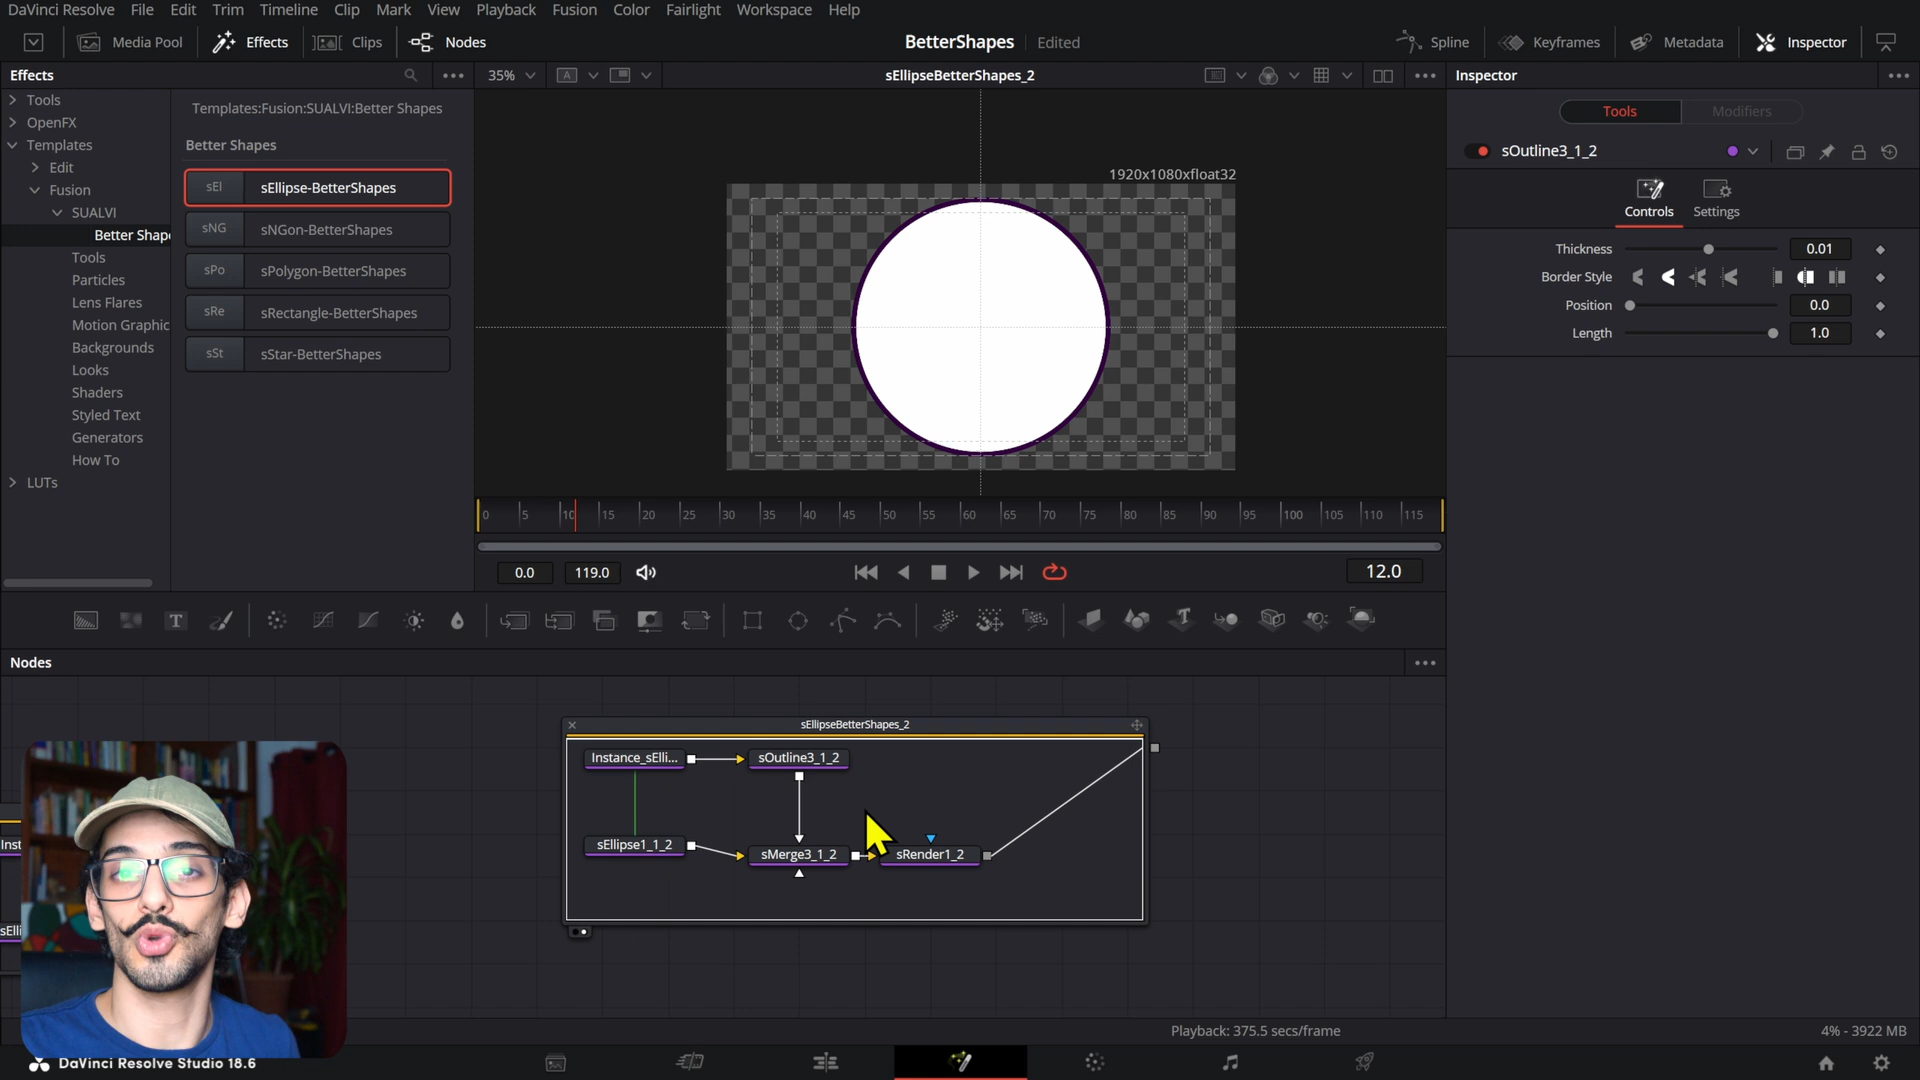 DaVinci Resolve File Edit Trim Timeline Clip Mark View Playback Fusion Color Fairlight Workspace Help
Media Pool Effects Clips Nodes BetterShapes Edited Spline Keyframes Metadata Inspector
Effects 35% A sEllipseBetterShapes_2 Inspector
Tools
OpenFX
Templates
Edit
Fusion
SUALVI
Better Shap
Tools
Particles
Lens Flares
Motion Graphic
Backgrounds
Looks
Shaders
Styled Text
Generators
How To
LUTs
Templates:Fusion:SUALVI:Better Shapes
Better Shapes
sEl sEllipse-BetterShapes
sNG sNGon-BetterShapes
sPo sPolygon-BetterShapes
sRe sRectangle-BetterShapes
sSt sStar-BetterShapes
1920x1080xfloat32
0 5 10 15 20 25 30 35 40 45 50 55 60 65 70 75 80 85 90 95 100 105 110 115
0.0 119.0 12.0
Tools Modifiers
sOutline3_1_2
Controls Settings
Thickness 0.01
Border Style
Position 0.0
Length 1.0
T T
Nodes
sEllipseBetterShapes_2
Instance_sElli... sOutline3_1_2
sEllipse1_1_2 sMerge3_1_2 sRender1_2
Inst
sElli
Playback: 375.5 secs/frame 4% - 3922 MB
DaVinci Resolve Studio 18.6